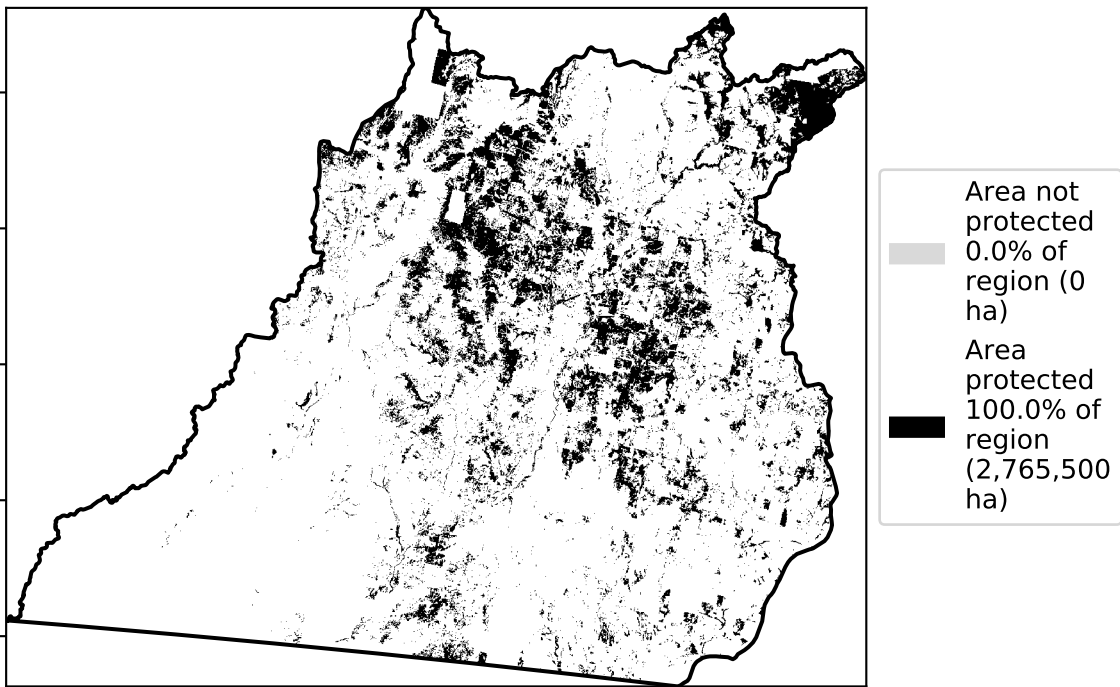 Area not
protected
0.0% of
region (0
ha)
Area
protected
100.0% of
region
(2,765,500
ha)